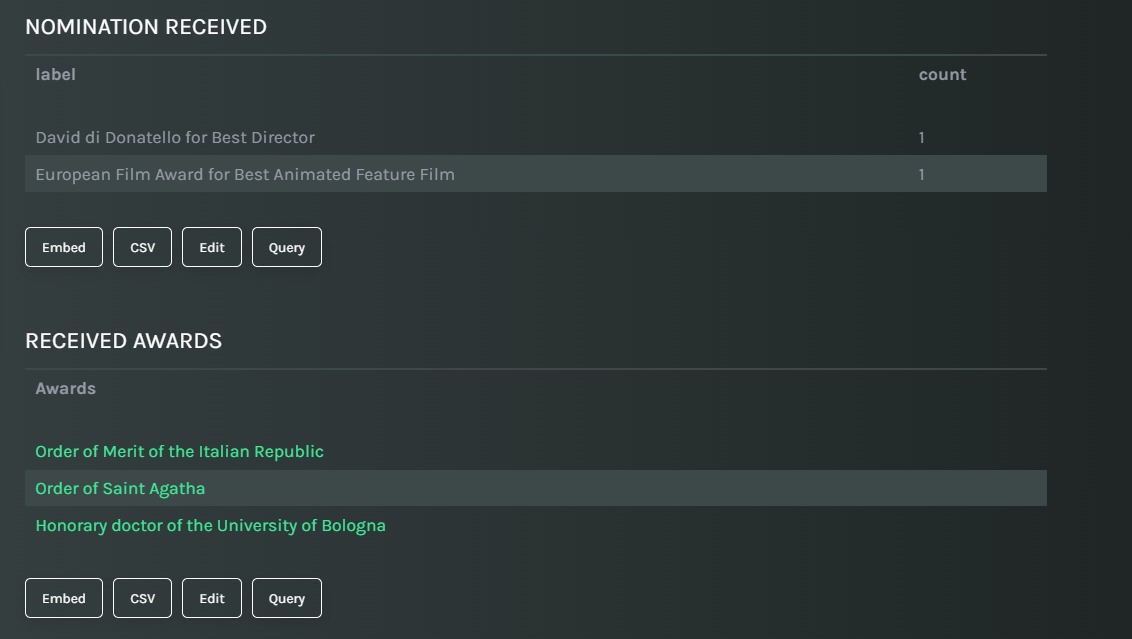 NOMINATION RECEIVED
label count
David di Donatello for Best Director 1
European Film Award for Best Animated Feature Film 1
Embed CSV Edit Query
RECEIVED AWARDS
Awards
Order of Merit of the Italian Republic
Order of Saint Agatha
Honorary doctor of the University of Bologna
Embed CSV Edit Query